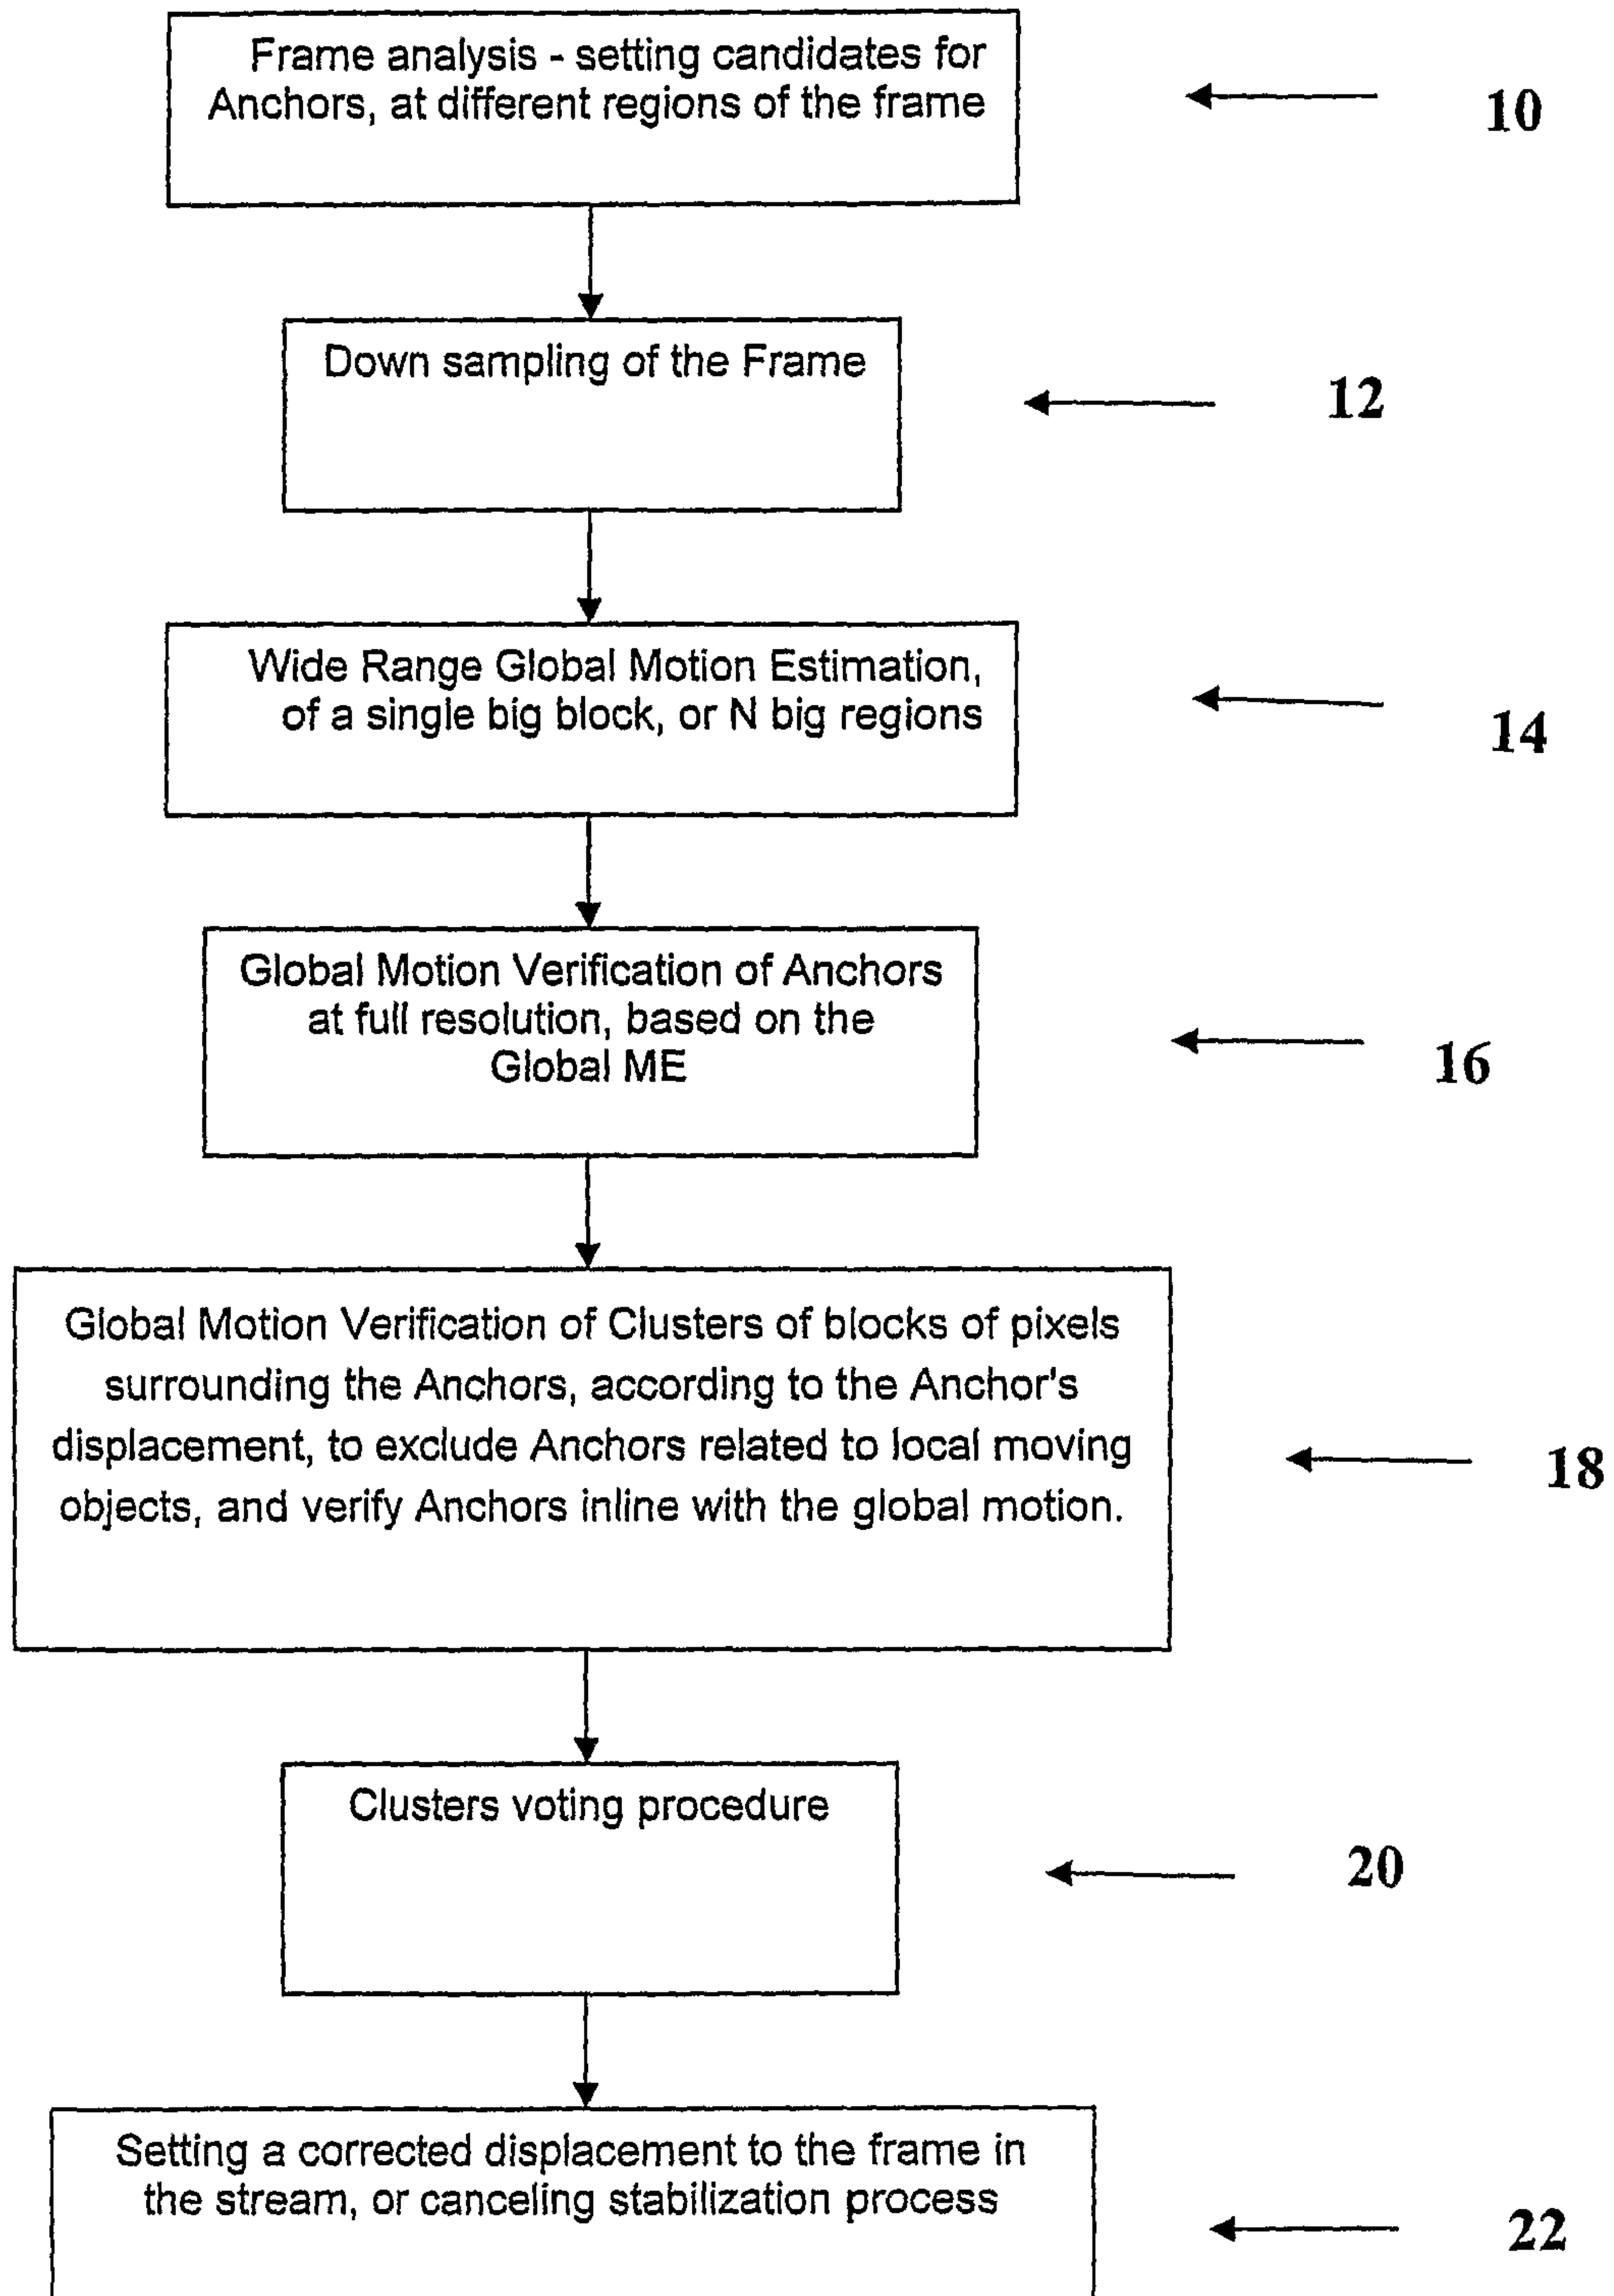 Frame analysis - setting candidates for
Anchors, at different regions of the frame
10
Down sampling of the Frame
12
Wide Range Global Motion Estimation,
of a single big block, or N big regions
14
Global Motion Verification of Anchors
at full resolution, based on the
Global ME
16
Global Motion Verification of Clusters of blocks of pixels
surrounding the Anchors, according to the Anchor's
displacement, to exclude Anchors related to local moving
objects, and verify Anchors inline with the global motion.
18
Clusters voting procedure
20
Setting a corrected displacement to the frame in
the stream, or canceling stabilization process
22